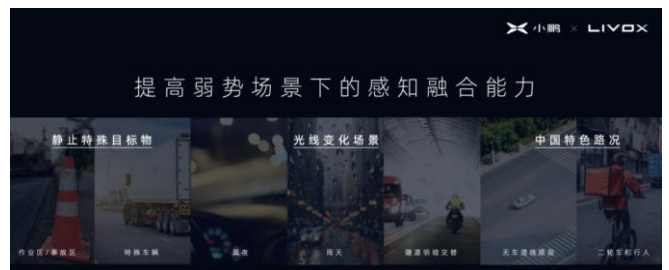 小鹏 × LIVOX
提高弱势场景下的感知融合能力
静止特殊目标物
光线变化场景
中国特色路况
作业区/事故区
特殊车辆
黑夜
雨天
隧道明暗交替
无车道线路段
二轮车和行人